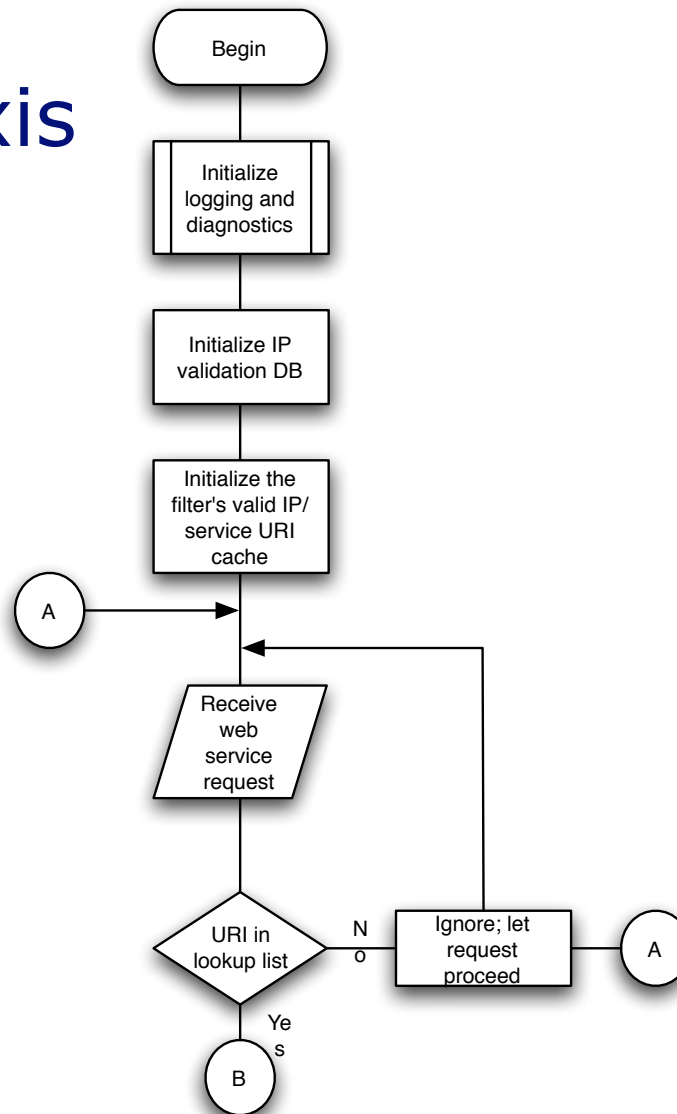 xis
Begin
Initialize
logging and
diagnostics
Initialize IP
validation DB
Initialize the
filter's valid IP/
service URI
cache
A
Receive
web
service
request
URI in
lookup list
N
o
Ignore; let
request
proceed
A
Ye
s
B